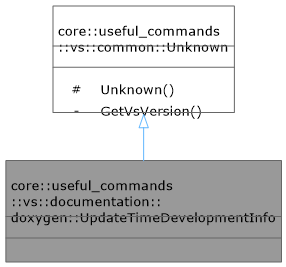 core::useful_commands
::vs::common::Unknown
# Unknown()
- GetVsVersion()
core::useful_commands
::vs::documentation::
doxygen::UpdateTimeDevelopmentInfo